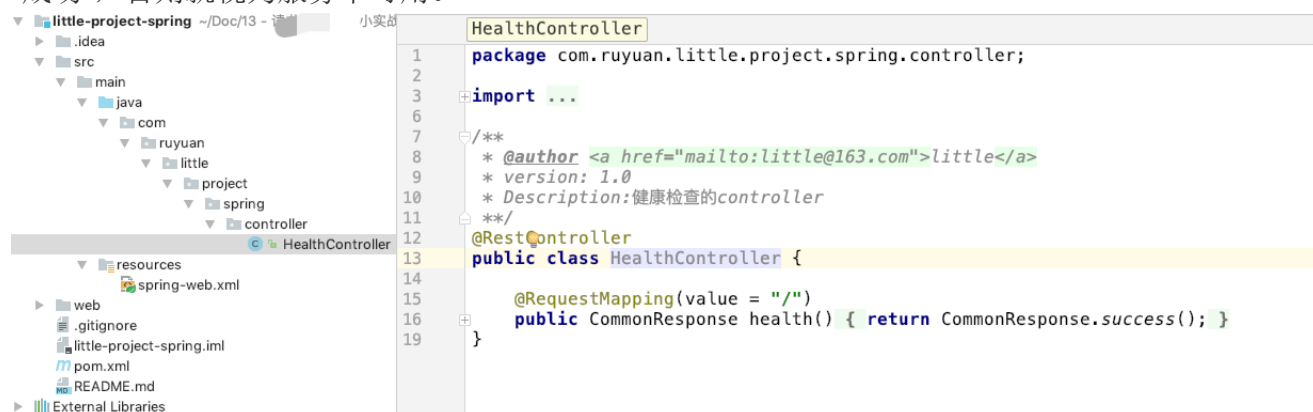 little-project-spring ~/Doc/13 - 小实战
.idea
src
main
java
com
ruyuan
little
project
spring
controller
HealthController
resources
spring-web.xml
web
.gitignore
little-project-spring.iml
pom.xml
README.md
External Libraries
HealthController
1 package com.ruyuan.little.project.spring.controller;
2
3 import ...
6
7 /**
8 * @author <a href="mailto:little@163.com">little</a>
9 * version: 1.0
10 * Description:健康检查的controller
11 **/
12 @RestController
13 public class HealthController {
14
15 @RequestMapping(value = "/")
16 public CommonResponse health() { return CommonResponse.success(); }
19 }